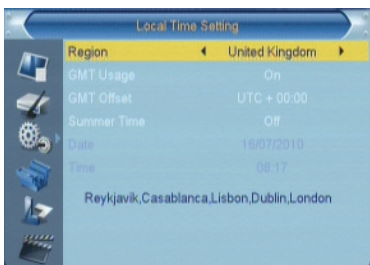 Local Time Setting
Region United Kingdom
GMT Usage On
GMT Offset UTC + 00:00
Summer Time Off
Date 16/07/2010
Time 08:17
Reykjavik,Casablanca,Lisbon,Dublin,London